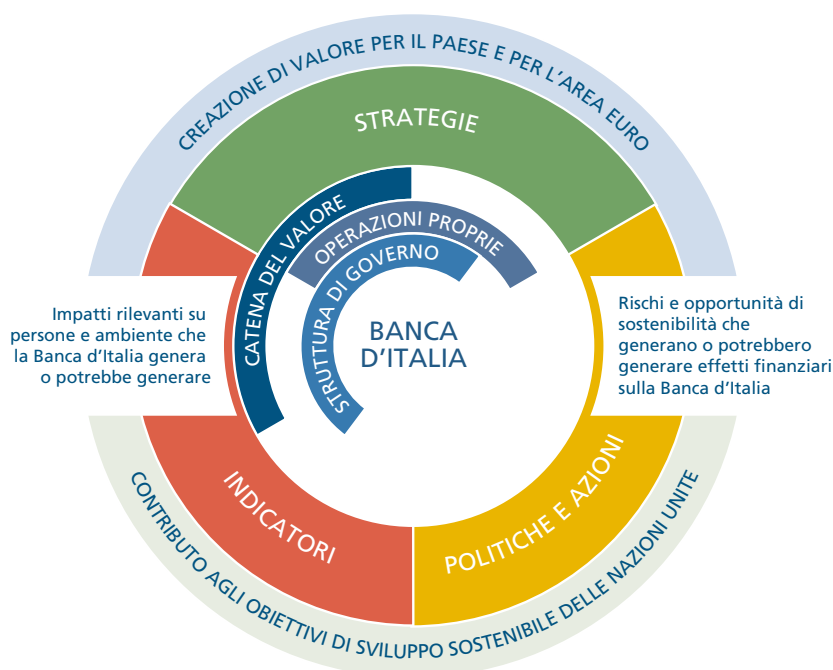 CREAZIONE DI VALORE PER IL PAESE E PER L'AREA EURO
STRATEGIE
CATENA DEL VALORE
OPERAZIONI PROPRIE
STRUTTURA DI GOVERNO
BANCA
D'ITALIA
Impatti rilevanti su
persone e ambiente che
la Banca d'Italia genera
o potrebbe generare
Rischi e opportunità di
sostenibilità che
generano o potrebbero
generare effetti finanziari
sulla Banca d'Italia
INDICATORI
POLITICHE E AZIONI
CONTRIBUTO AGLI OBIETTIVI DI SVILUPPO SOSTENIBILE DELLE NAZIONI UNITE